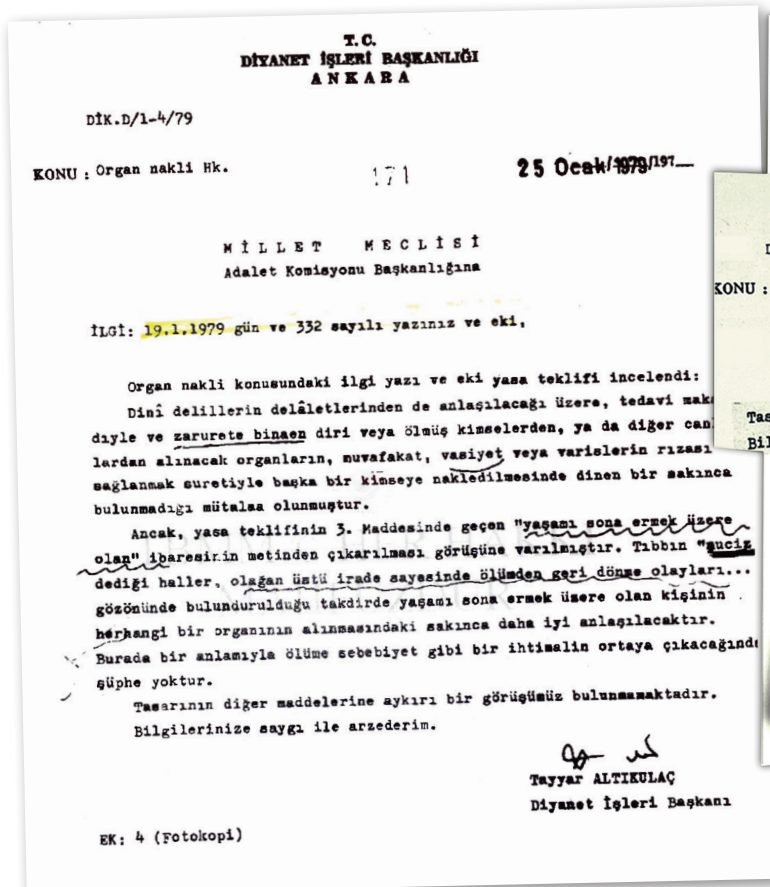 T.C.
DİYANET İŞLERİ BAŞKANLIĞI
ANKARA
DİK.D/1-4/79
KONU : Organ nakli Hk.
171
25 Ocak/1979/197
MİLLET MECLİSİ
Adalet Komisyonu Başkanlığına
İLGİ: 19.1.1979 gün ve 332 sayılı yazınız ve eki,
Organ nakli konusundaki ilgi yazı ve eki yasa teklifi incelendi:
Dinî delillerin delâletlerinden de anlaşılacağı üzere, tedavi mak
diyle ve zarurete binaen diri veya ölmüş kimselerden, ya da diğer can
lardan alınacak organların, muvafakat, vasiyet veya varislerin rızası
sağlanmak suretiyle başka bir kimseye nakledilmesinde dinen bir sakınca
bulunmadığı mütalaa olunmuştur.
Ancak, yasa teklifinin 3. Maddesinde geçen "yaşamı sona ermek üzere
olan" ibaresinin metinden çıkarılması görüşüne varılmıştır. Tıbbın "mucize
dediği haller, olağan üstü irade sayesinde ölümden geri dönme olayları...
gözönünde bulundurulduğu takdirde yaşamı sona ermek üzere olan kişinin
herhangi bir organının alınmasındaki sakınca daha iyi anlaşılacaktır.
Burada bir anlamıyla ölüme sebebiyet gibi bir ihtimalin ortaya çıkacağında
şüphe yoktur.
Tasarının diğer maddelerine aykırı bir görüşümüz bulunmamaktadır.
Bilgilerinize saygı ile arzederim.
Tayyar ALTIKULAÇ
Diyanet İşleri Başkanı
EK: 4 (Fotokopi)
KONU :
Tas
Bil